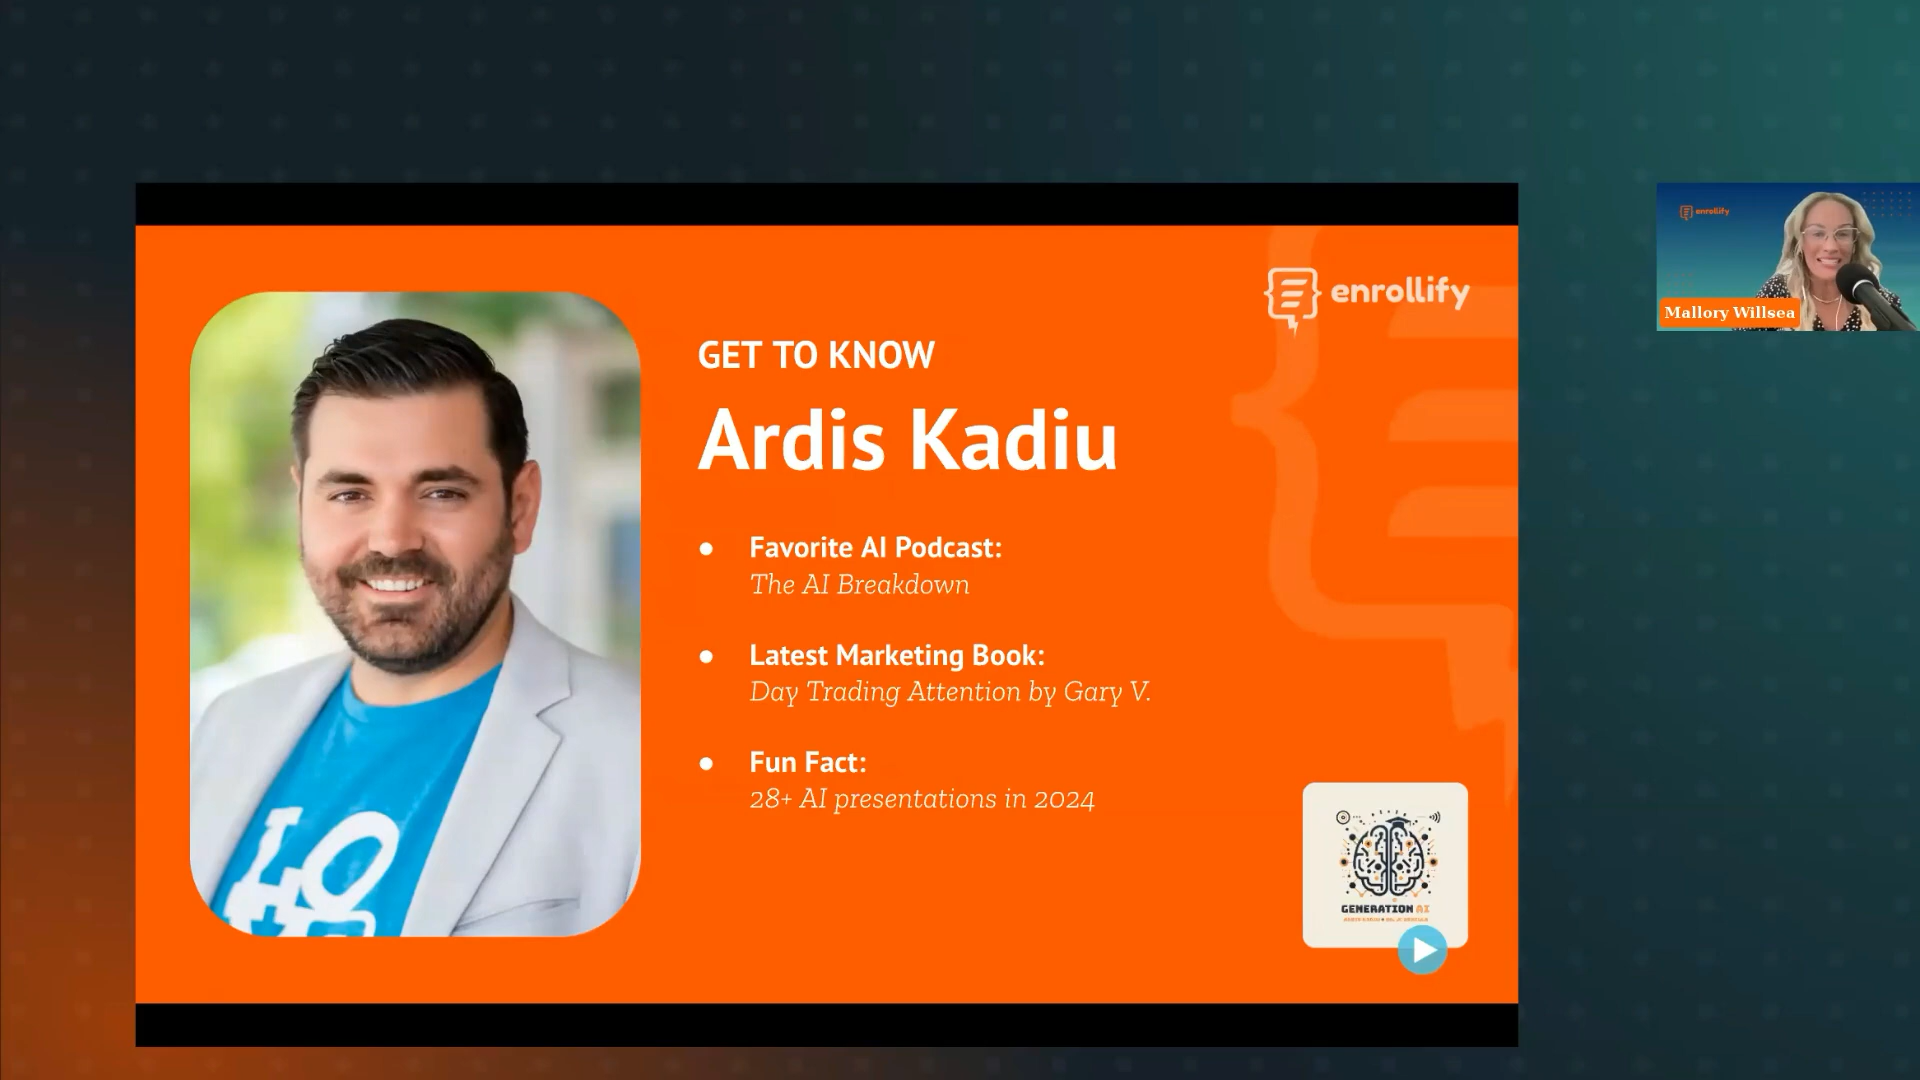 enrollify
GET TO KNOW
Ardis Kadiu
Favorite AI Podcast:
The AI Breakdown
Latest Marketing Book:
Day Trading Attention by Gary V.
Fun Fact:
28+ AI presentations in 2024
LO
GENERATION AI
enrollify
Mallory Willsea